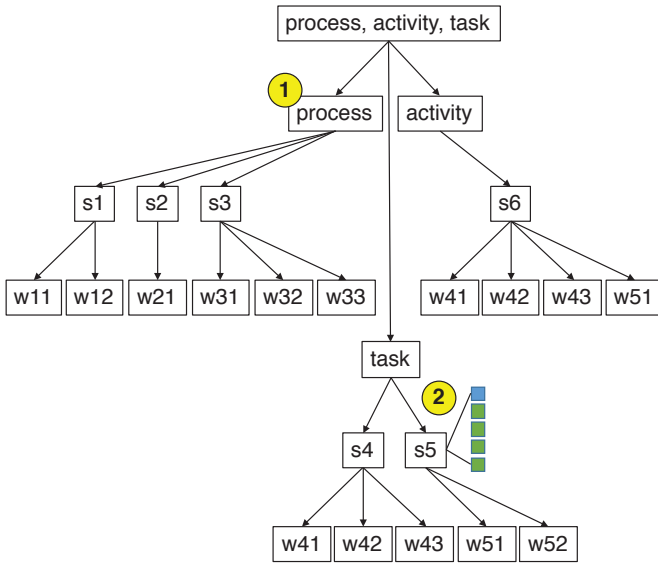 process, activity, task
1
process activity
s1 s2 s3 s6
w11 w12 w21 w31 w32 w33 w41 w42 w43 w51
task
2
s4 s5
w41 w42 w43 w51 w52